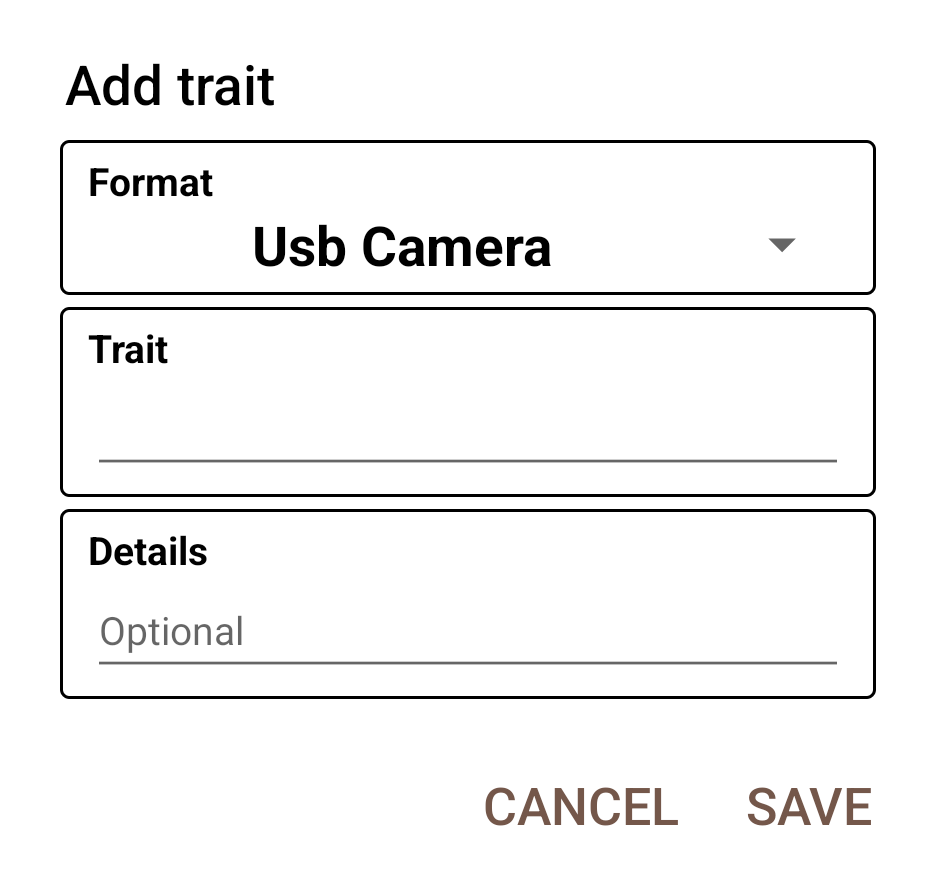 Add trait
Format
Usb Camera
Trait
Details
Optional
CANCEL SAVE